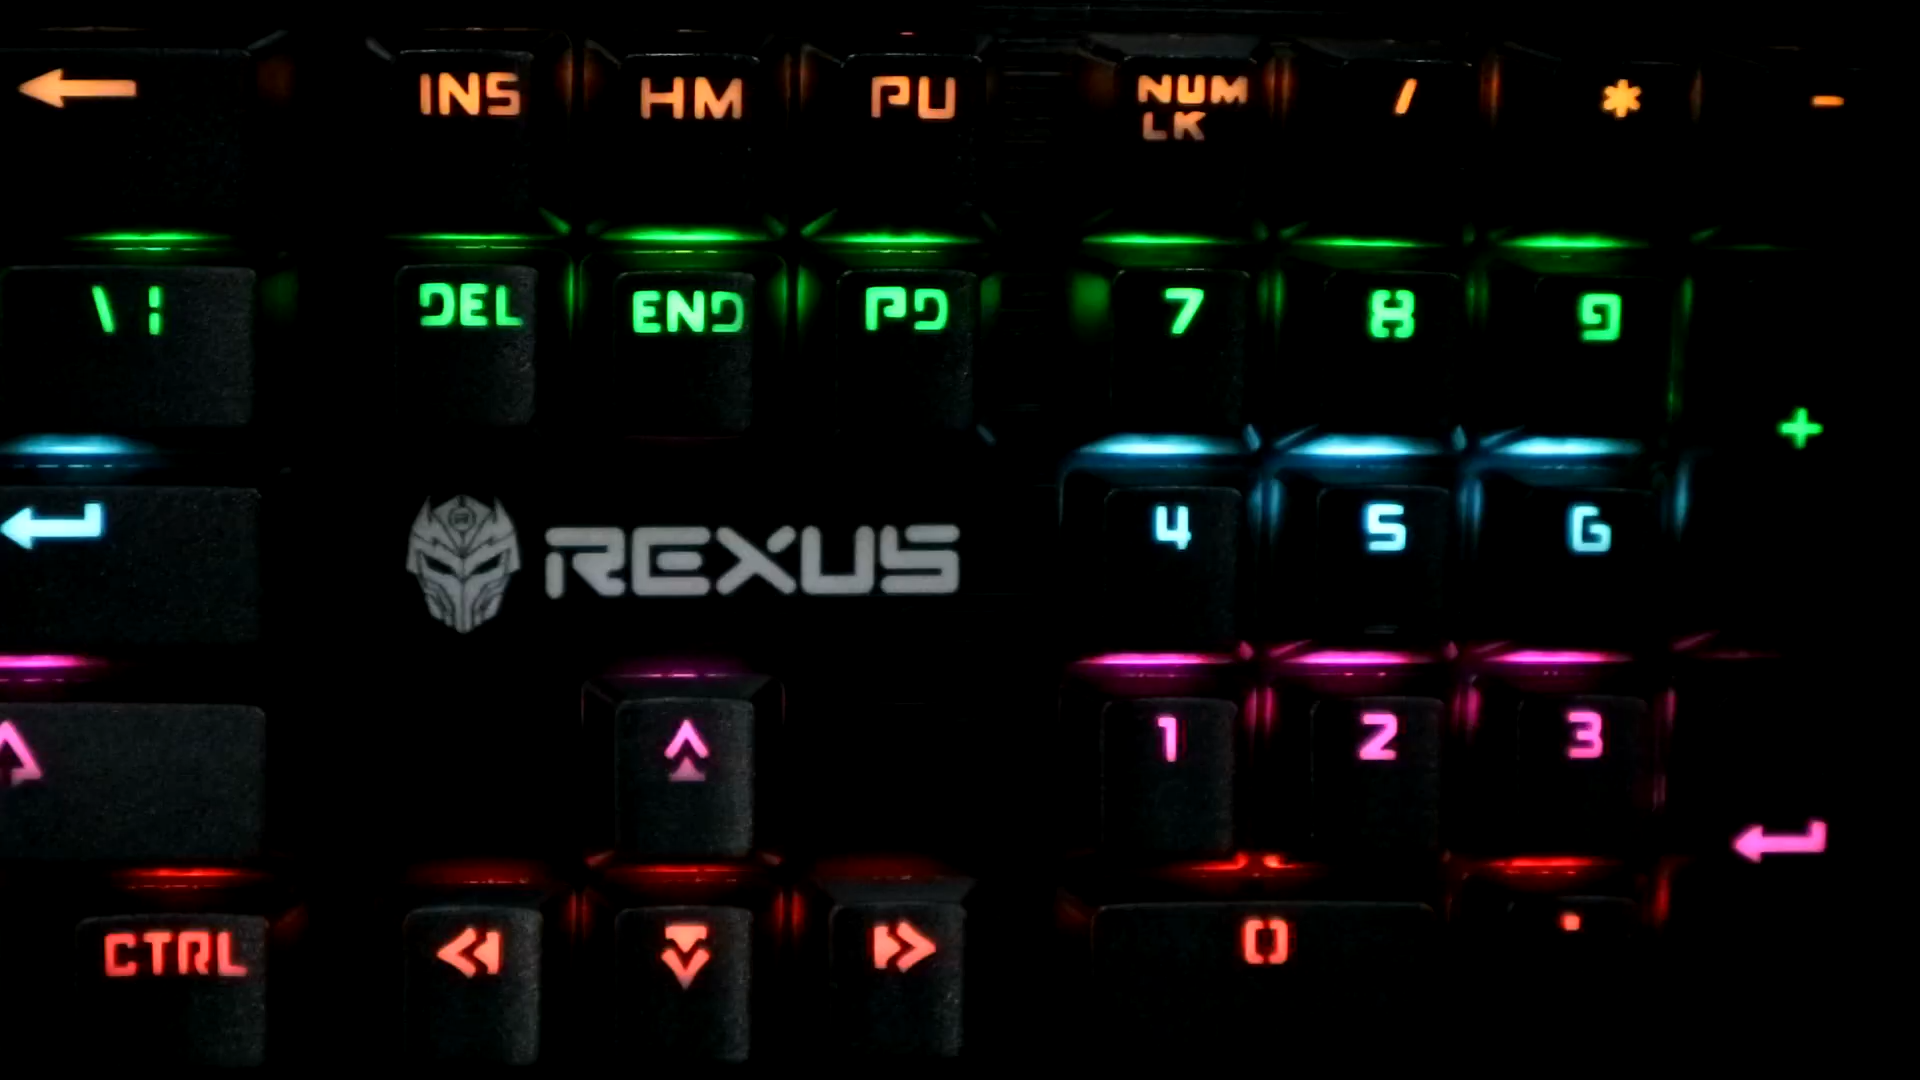 INS HM PU NUM LK / * -
\ ¦ DEL END PD 7 8 9
+
4 5 6
REXUS
1 2 3
CTRL 0 .